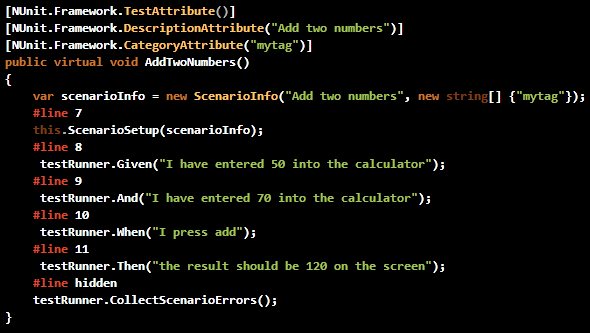 [NUnit.Framework.TestAttribute()]
[NUnit.Framework.DescriptionAttribute("Add two numbers")]
[NUnit.Framework.CategoryAttribute("mytag")]
public virtual void AddTwoNumbers()
{
    var scenarioInfo = new ScenarioInfo("Add two numbers", new string[] {"mytag"});
    #line 7
    this.ScenarioSetup(scenarioInfo);
    #line 8
     testRunner.Given("I have entered 50 into the calculator");
    #line 9
     testRunner.And("I have entered 70 into the calculator");
    #line 10
     testRunner.When("I press add");
    #line 11
     testRunner.Then("the result should be 120 on the screen");
    #line hidden
    testRunner.CollectScenarioErrors();
}